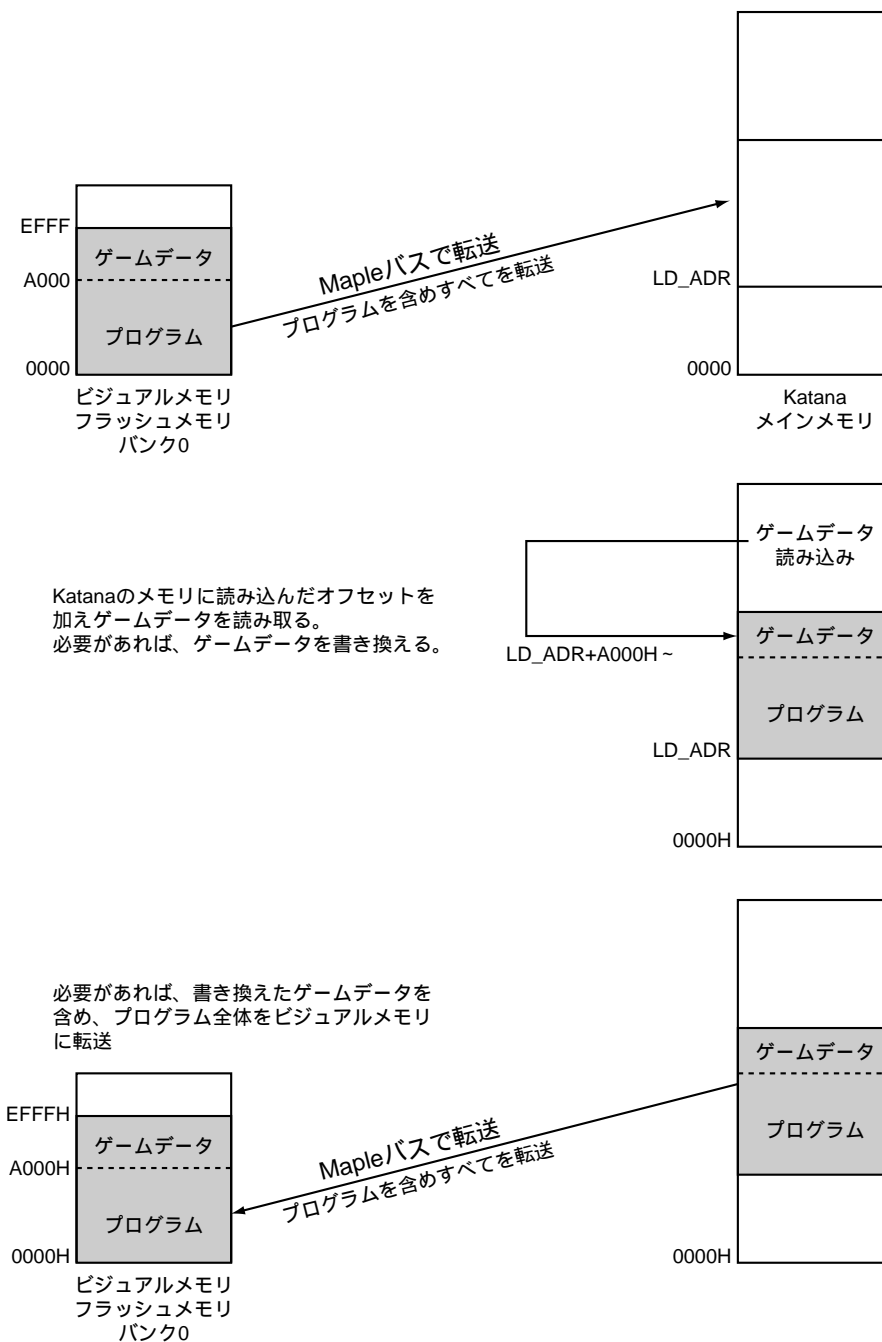 EFFF
ゲームデータ
A000
プログラム
0000
ビジュアルメモリ
フラッシュメモリ
バンク0
Mapleバスで転送
プログラムを含めすべてを転送
LD_ADR
0000
Katana
メインメモリ
Katanaのメモリに読み込んだオフセットを
加えゲームデータを読み取る。
必要があれば、ゲームデータを書き換える。
ゲームデータ
読み込み
LD_ADR+A000H ~
ゲームデータ
プログラム
LD_ADR
0000H
必要があれば、書き換えたゲームデータを
含め、プログラム全体をビジュアルメモリ
に転送
EFFFH
ゲームデータ
A000H
プログラム
0000H
ビジュアルメモリ
フラッシュメモリ
バンク0
Mapleバスで転送
プログラムを含めすべてを転送
ゲームデータ
プログラム
0000H